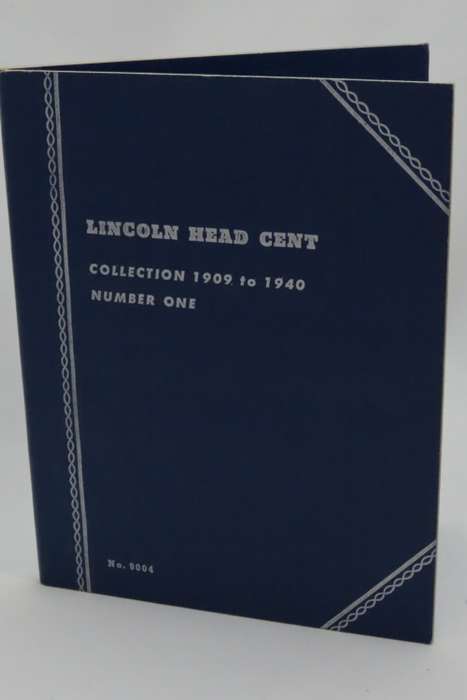 LINCOLN HEAD CENT
COLLECTION 1909 to 1940
NUMBER ONE
No. 9004